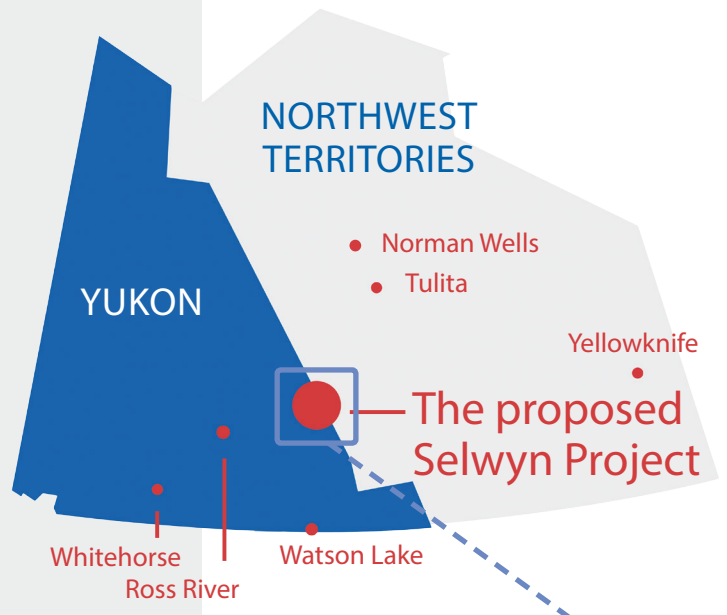 NORTHWEST
TERRITORIES
Norman Wells
Tulita
YUKON
Yellowknife
The proposed
Selwyn Project
Whitehorse
Ross River
Watson Lake